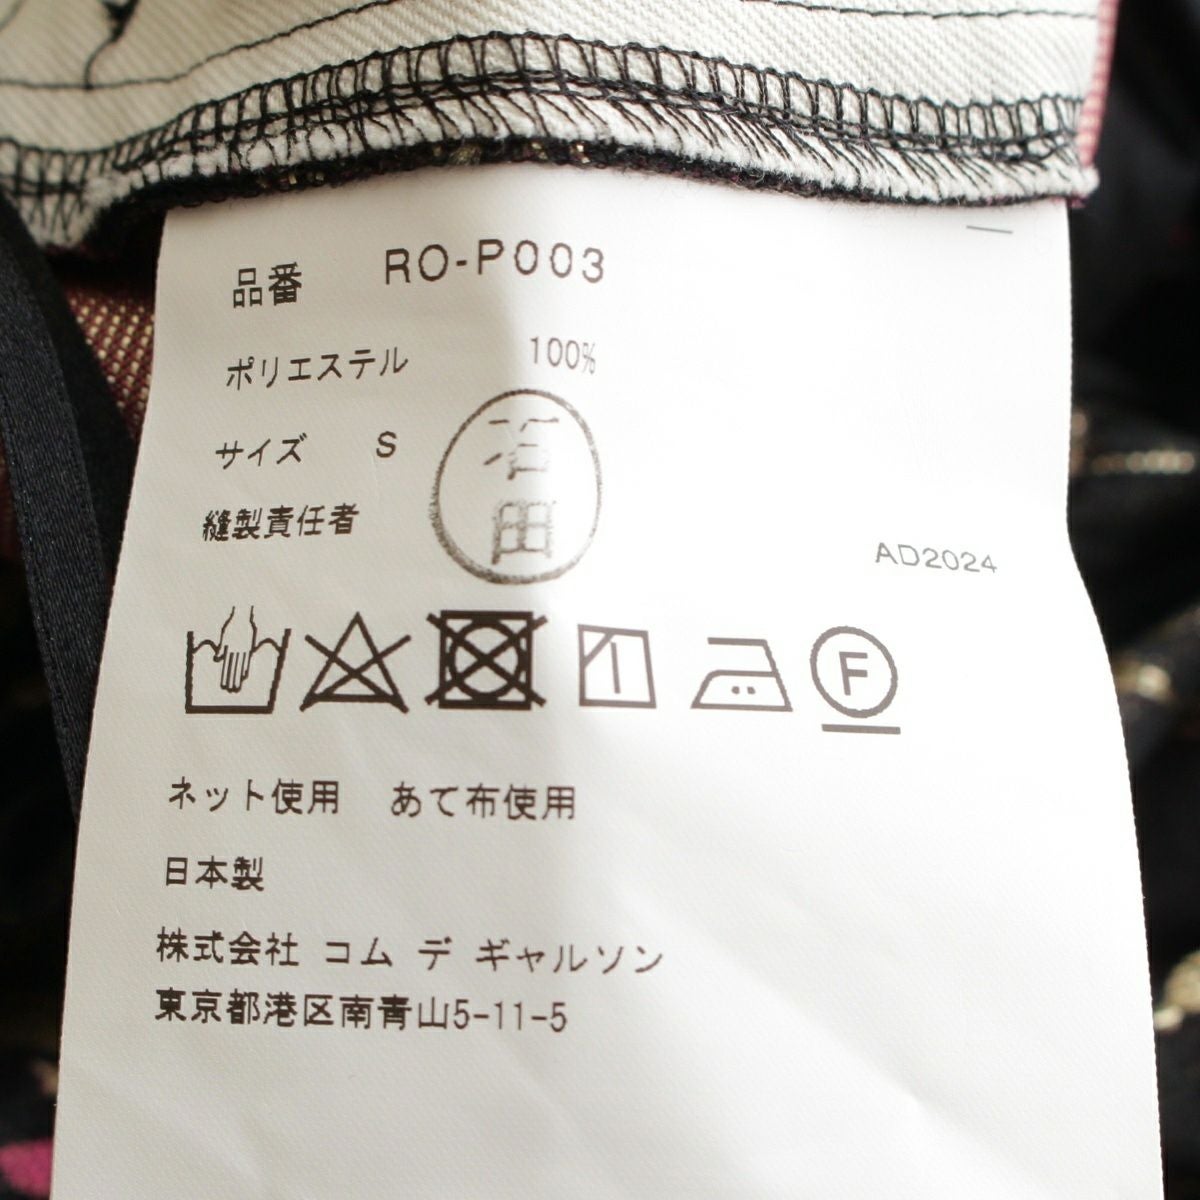 品番 RO-P003
ポリエステル 100%
サイズ S
縫製責任者 石田
AD2024
F
ネット使用 あて布使用
日本製
株式会社 コム デ ギャルソン
東京都港区南青山5-11-5